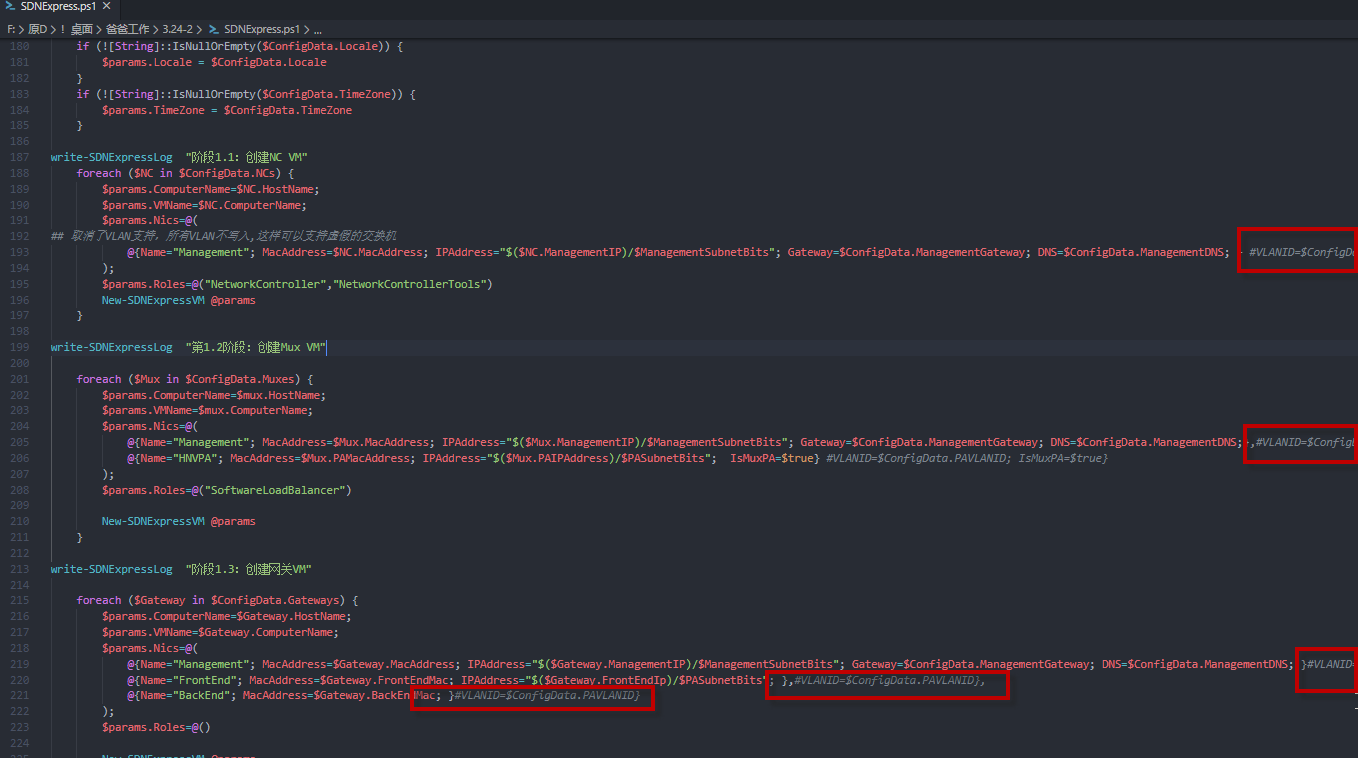 SDNExpress.ps1 ×
F: > 原D > ！ 桌面 > 爸爸工作 > 3.24-2 > SDNExpress.ps1 > ...
180 if (![String]::IsNullOrEmpty($ConfigData.Locale)) {
181 $params.Locale = $ConfigData.Locale
182 }
183 if (![String]::IsNullOrEmpty($ConfigData.TimeZone)) {
184 $params.TimeZone = $ConfigData.TimeZone
185 }
186
187 write-SDNExpressLog "阶段1.1: 创建NC VM"
188 foreach ($NC in $ConfigData.NCs) {
189 $params.ComputerName=$NC.HostName;
190 $params.VMName=$NC.ComputerName;
191 $params.Nics=@(
192 ## 取消了VLAN支持，所有VLAN不写入,这样可以支持虚假的交换机
193 @{Name="Management"; MacAddress=$NC.MacAddress; IPAddress="$($NC.ManagementIP)/$ManagementSubnetBits"; Gateway=$ConfigData.ManagementGateway; DNS=$ConfigData.ManagementDNS; #VLANID=$ConfigD
194 );
195 $params.Roles=@("NetworkController","NetworkControllerTools")
196 New-SDNExpressVM @params
197 }
198
199 write-SDNExpressLog "第1.2阶段: 创建Mux VM"
200
201 foreach ($Mux in $ConfigData.Muxes) {
202 $params.ComputerName=$mux.HostName;
203 $params.VMName=$mux.ComputerName;
204 $params.Nics=@(
205 @{Name="Management"; MacAddress=$Mux.MacAddress; IPAddress="$($Mux.ManagementIP)/$ManagementSubnetBits"; Gateway=$ConfigData.ManagementGateway; DNS=$ConfigData.ManagementDNS; ,#VLANID=$Config
206 @{Name="HNVPA"; MacAddress=$Mux.PAMacAddress; IPAddress="$($Mux.PAIPAddress)/$PASubnetBits"; IsMuxPA=$true} #VLANID=$ConfigData.PAVLANID; IsMuxPA=$true}
207 );
208 $params.Roles=@("SoftwareLoadBalancer")
209
210 New-SDNExpressVM @params
211 }
212
213 write-SDNExpressLog "阶段1.3: 创建网关VM"
214
215 foreach ($Gateway in $ConfigData.Gateways) {
216 $params.ComputerName=$Gateway.HostName;
217 $params.VMName=$Gateway.ComputerName;
218 $params.Nics=@(
219 @{Name="Management"; MacAddress=$Gateway.MacAddress; IPAddress="$($Gateway.ManagementIP)/$ManagementSubnetBits"; Gateway=$ConfigData.ManagementGateway; DNS=$ConfigData.ManagementDNS; }#VLANID=
220 @{Name="FrontEnd"; MacAddress=$Gateway.FrontEndMac; IPAddress="$($Gateway.FrontEndIp)/$PASubnetBits"; },#VLANID=$ConfigData.PAVLANID},
221 @{Name="BackEnd"; MacAddress=$Gateway.BackEndMac; }#VLANID=$ConfigData.PAVLANID}
222 );
223 $params.Roles=@()
224